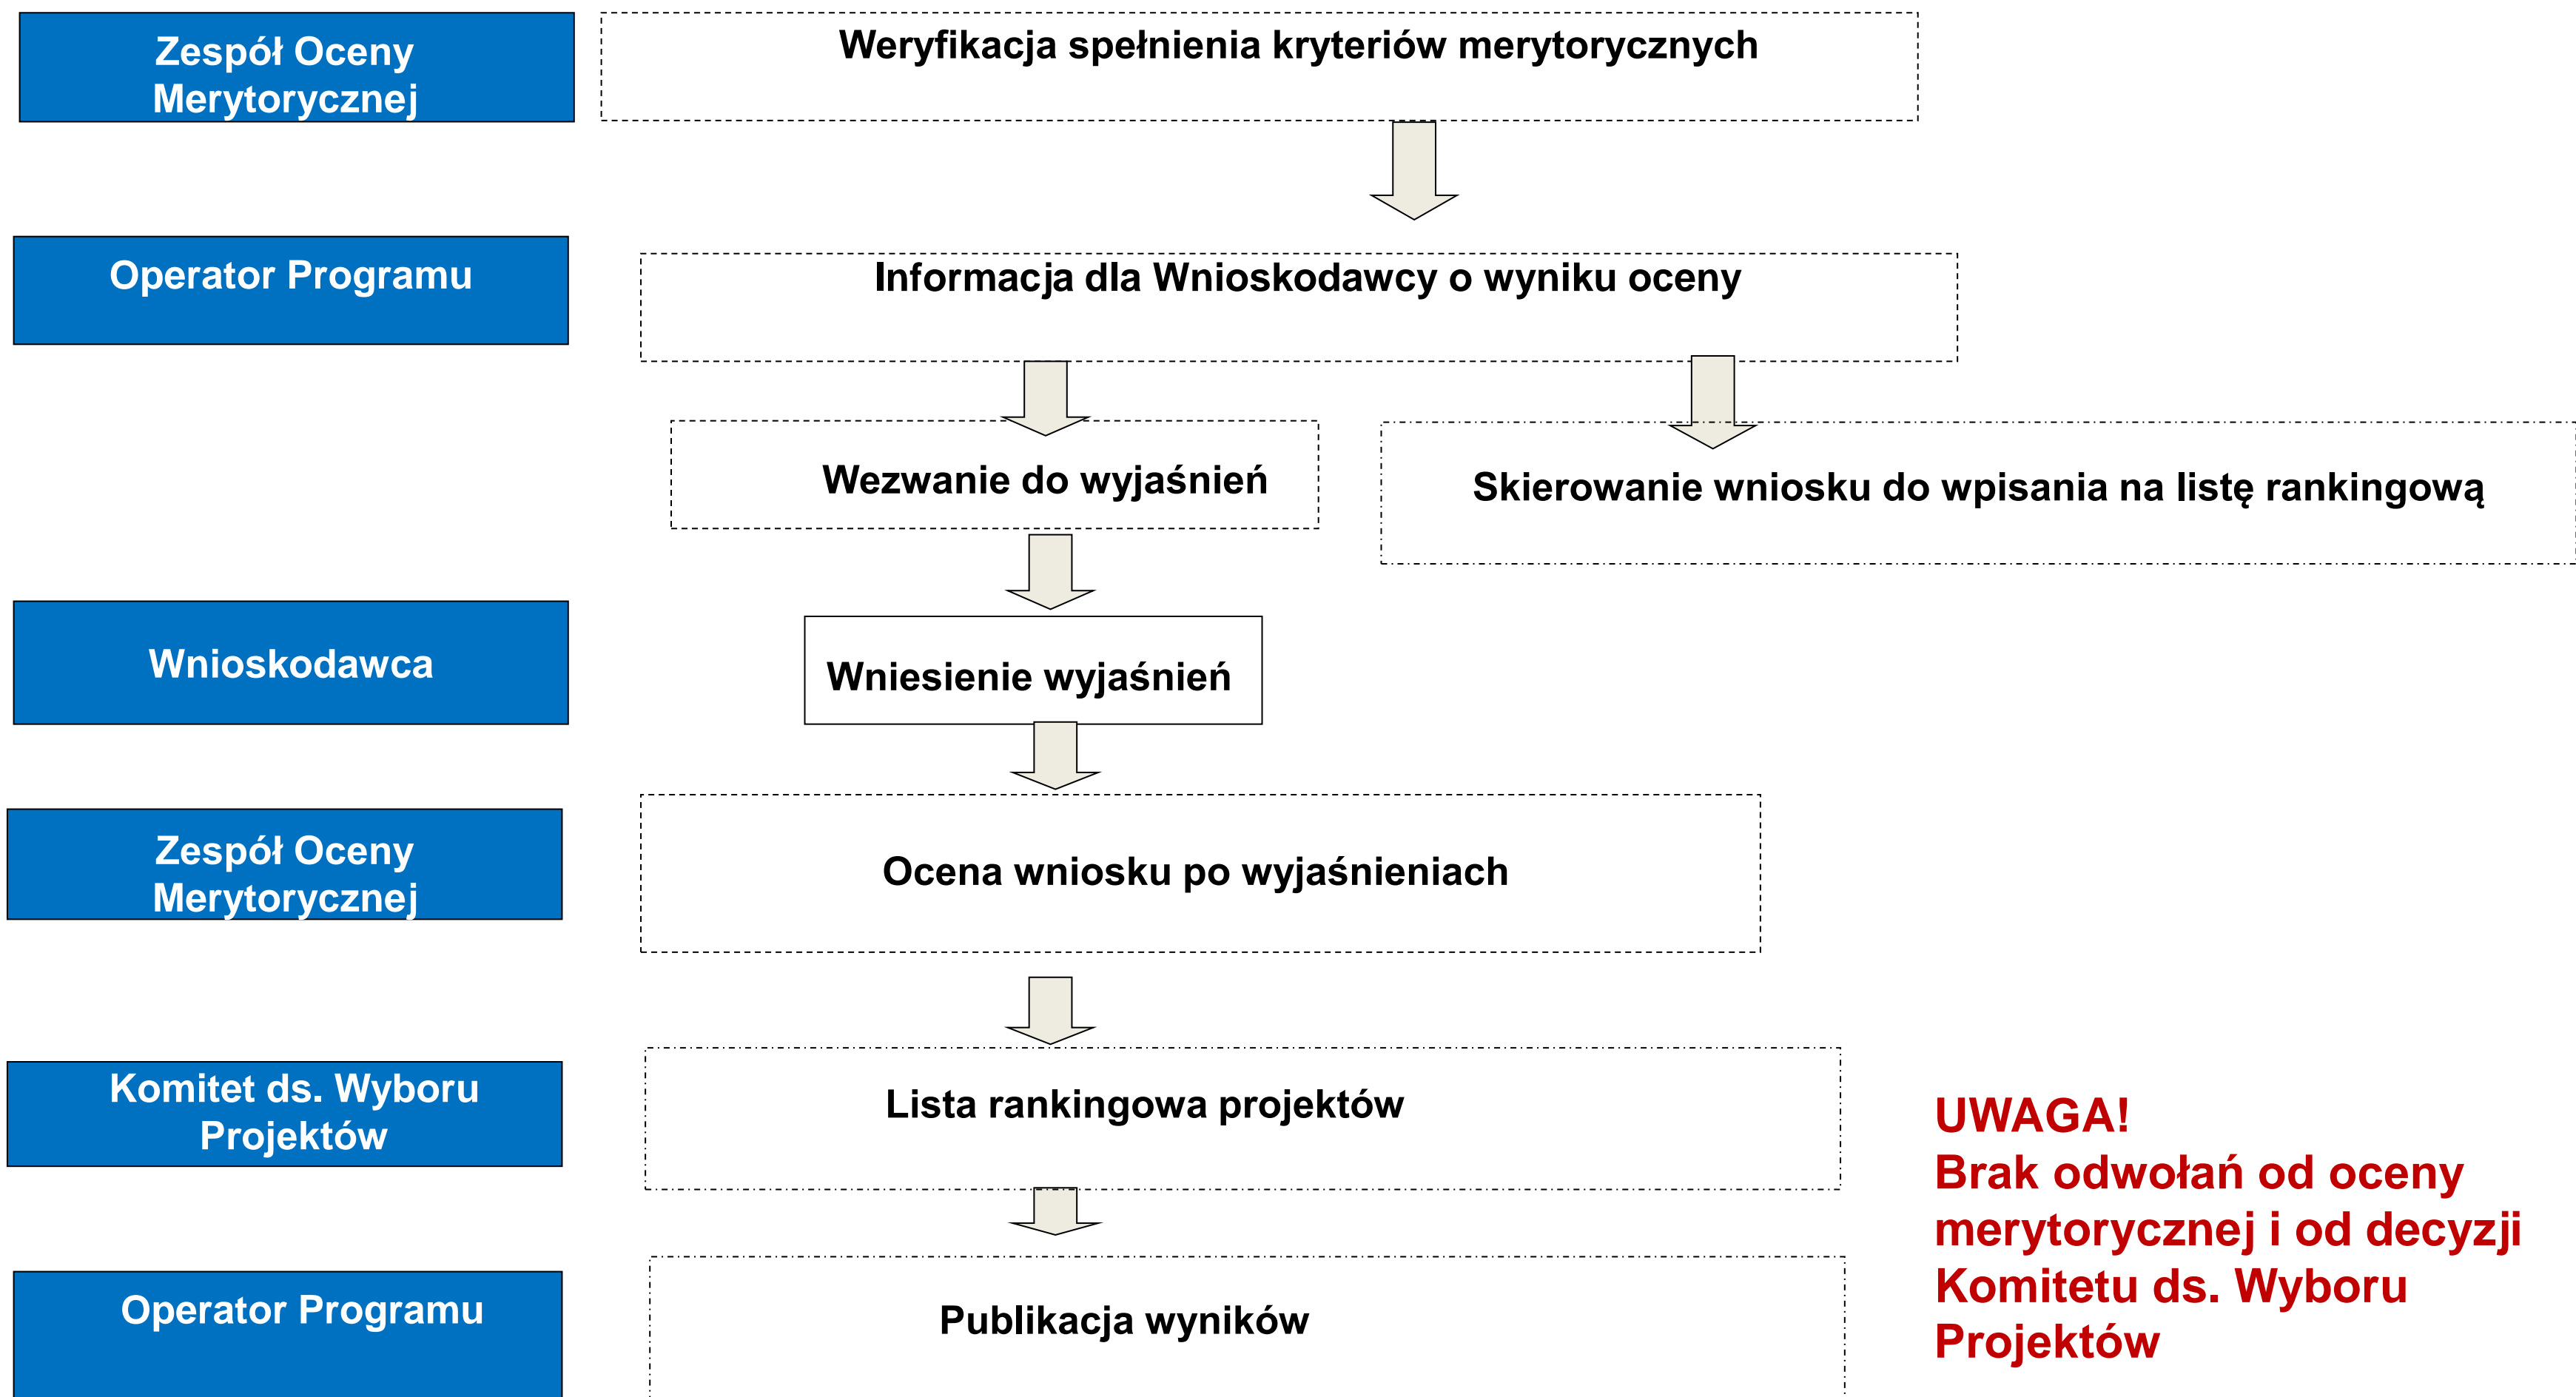 Zespół Oceny
Merytorycznej
Weryfikacja spełnienia kryteriów merytorycznych
Operator Programu
Informacja dla Wnioskodawcy o wyniku oceny
Wezwanie do wyjaśnień
Skierowanie wniosku do wpisania na listę rankingową
Wnioskodawca
Wniesienie wyjaśnień
Zespół Oceny
Merytorycznej
Ocena wniosku po wyjaśnieniach
Komitet ds. Wyboru
Projektów
Lista rankingowa projektów
Operator Programu
Publikacja wyników
UWAGA!
Brak odwołań od oceny
merytorycznej i od decyzji
Komitetu ds. Wyboru
Projektów